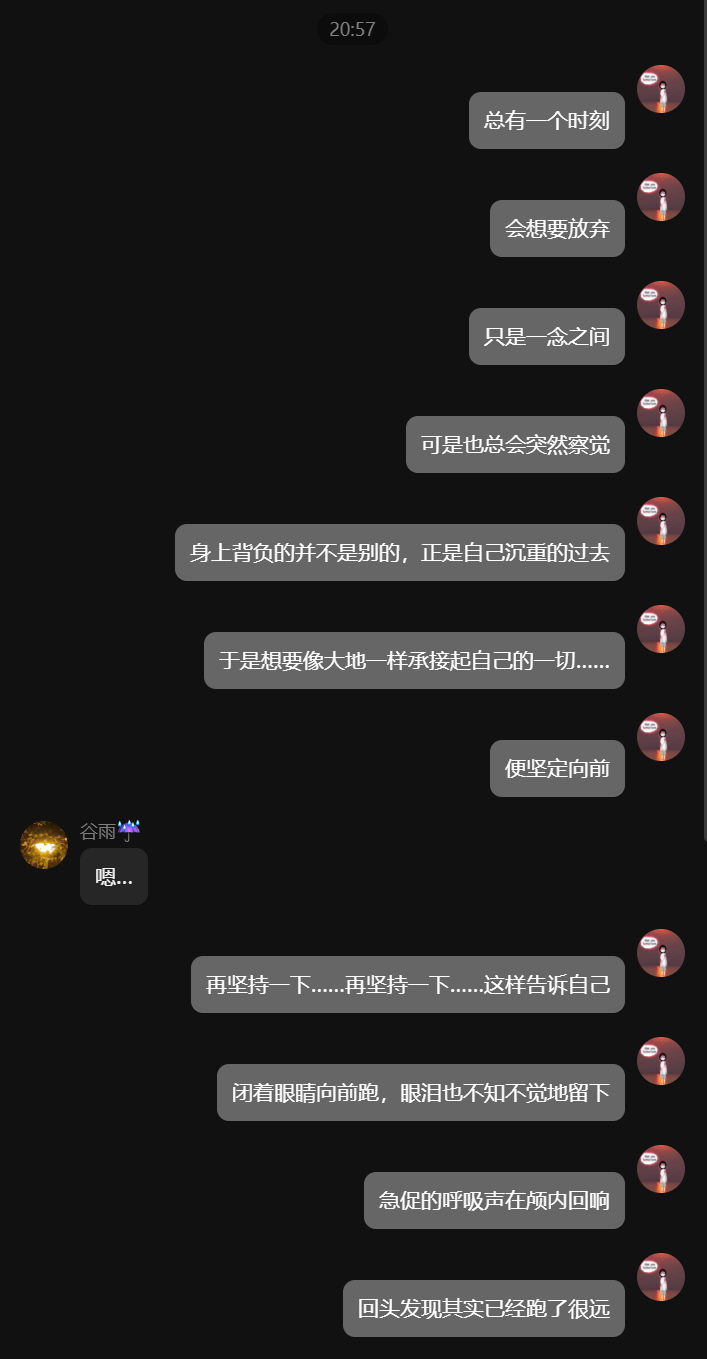 20:57
总有一个时刻
会想要放弃
只是一念之间
可是也总会突然察觉
身上背负的并不是别的，正是自己沉重的过去
于是想要像大地一样承接起自己的一切……
便坚定向前
谷雨☔
嗯...
再坚持一下……再坚持一下……这样告诉自己
闭着眼睛向前跑，眼泪也不知不觉地留下
急促的呼吸声在颅内回响
回头发现其实已经跑了很远